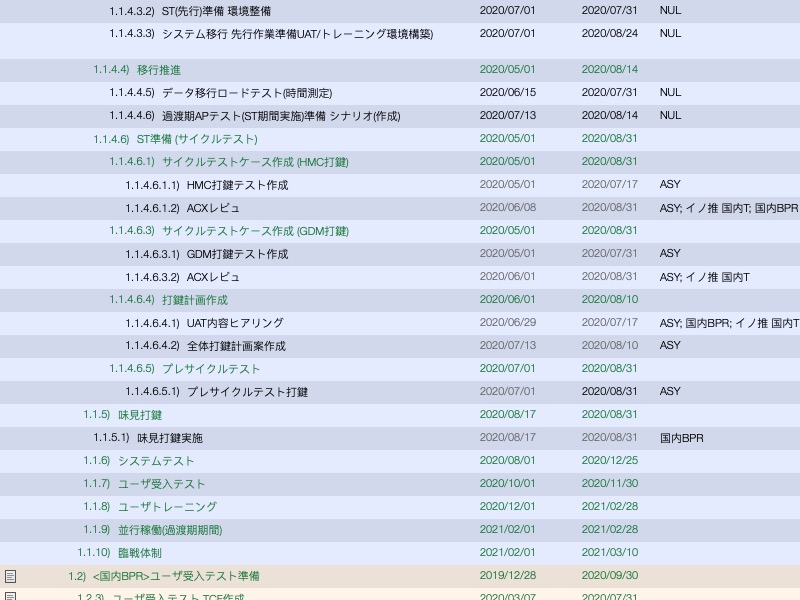 1.1.4.3.2) ST(先行)準備 環境整備 2020/07/01 2020/07/31 NUL
1.1.4.3.3) システム移行 先行作業準備UAT/トレーニング環境構築) 2020/07/01 2020/08/24 NUL
1.1.4.4) 移行推進 2020/05/01 2020/08/14
1.1.4.4.5) データ移行ロードテスト(時間測定) 2020/06/15 2020/07/31 NUL
1.1.4.4.6) 過渡期APテスト(ST期間実施)準備 シナリオ(作成) 2020/07/13 2020/08/14 NUL
1.1.4.6) ST準備 (サイクルテスト) 2020/05/01 2020/08/31
1.1.4.6.1) サイクルテストケース作成 (HMC打鍵) 2020/05/01 2020/08/31
1.1.4.6.1.1) HMC打鍵テスト作成 2020/05/01 2020/07/17 ASY
1.1.4.6.1.2) ACXレビュ 2020/06/08 2020/08/31 ASY; イノ推 国内T; 国内BPR
1.1.4.6.3) サイクルテストケース作成 (GDM打鍵) 2020/05/01 2020/08/31
1.1.4.6.3.1) GDM打鍵テスト作成 2020/05/01 2020/07/31 ASY
1.1.4.6.3.2) ACXレビュ 2020/06/01 2020/08/31 ASY; イノ推 国内T
1.1.4.6.4) 打鍵計画作成 2020/06/01 2020/08/10
1.1.4.6.4.1) UAT内容ヒアリング 2020/06/29 2020/07/17 ASY; 国内BPR; イノ推 国内T
1.1.4.6.4.2) 全体打鍵計画案作成 2020/07/13 2020/08/10 ASY
1.1.4.6.5) プレサイクルテスト 2020/07/01 2020/08/31
1.1.4.6.5.1) プレサイクルテスト打鍵 2020/07/01 2020/08/31 ASY
1.1.5) 味見打鍵 2020/08/17 2020/08/31
1.1.5.1) 味見打鍵実施 2020/08/17 2020/08/31 国内BPR
1.1.6) システムテスト 2020/08/01 2020/12/25
1.1.7) ユーザ受入テスト 2020/10/01 2020/11/30
1.1.8) ユーザトレーニング 2020/12/01 2021/02/28
1.1.9) 並行稼働(過渡期期間) 2021/02/01 2021/02/28
1.1.10) 臨戦体制 2021/02/01 2021/03/10
1.2) <国内BPR>ユーザ受入テスト準備 2019/12/28 2020/09/30
1.2.3) ユーザ受入テスト TCF作成 2020/03/07 2020/07/31